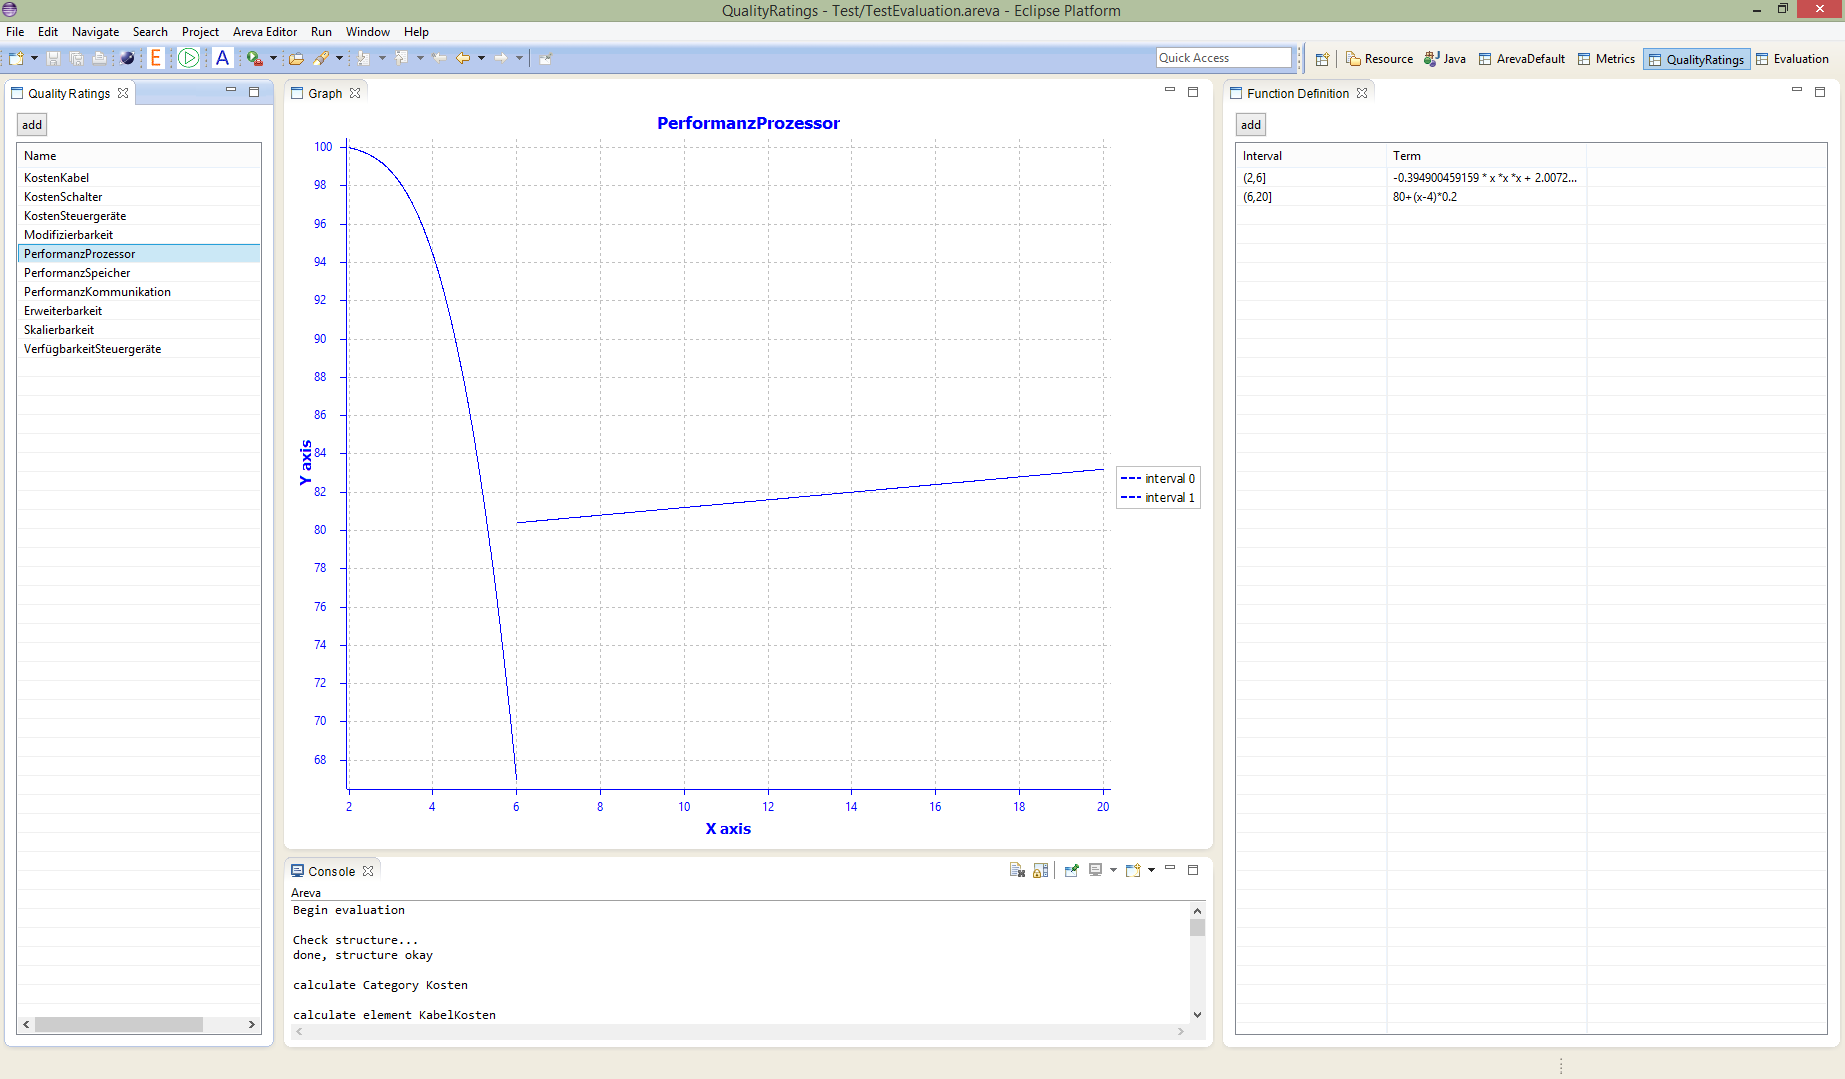 QualityRatings - Test/TestEvaluation.areva - Eclipse Platform
File Edit Navigate Search Project Areva Editor Run Window Help
E A Quick Access Resource Java ArevaDefault Metrics QualityRatings Evaluation
Quality Ratings
add
Name
KostenKabel
KostenSchalter
KostenSteuergeräte
Modifizierbarkeit
PerformanzProzessor
PerformanzSpeicher
PerformanzKommunikation
Erweiterbarkeit
Skalierbarkeit
VerfügbarkeitSteuergeräte
Graph
PerformanzProzessor
100
98
96
94
92
90
88
86
84
82
80
78
76
74
72
70
68
Y axis
2 4 6 8 10 12 14 16 18 20
X axis
interval 0
interval 1
Console
Areva
Begin evaluation
Check structure...
done, structure okay
calculate Category Kosten
calculate element KabelKosten
Function Definition
add
Interval Term
(2,6] -0.394900459159 * x *x *x + 2.0072...
(6,20] 80+(x-4)*0.2